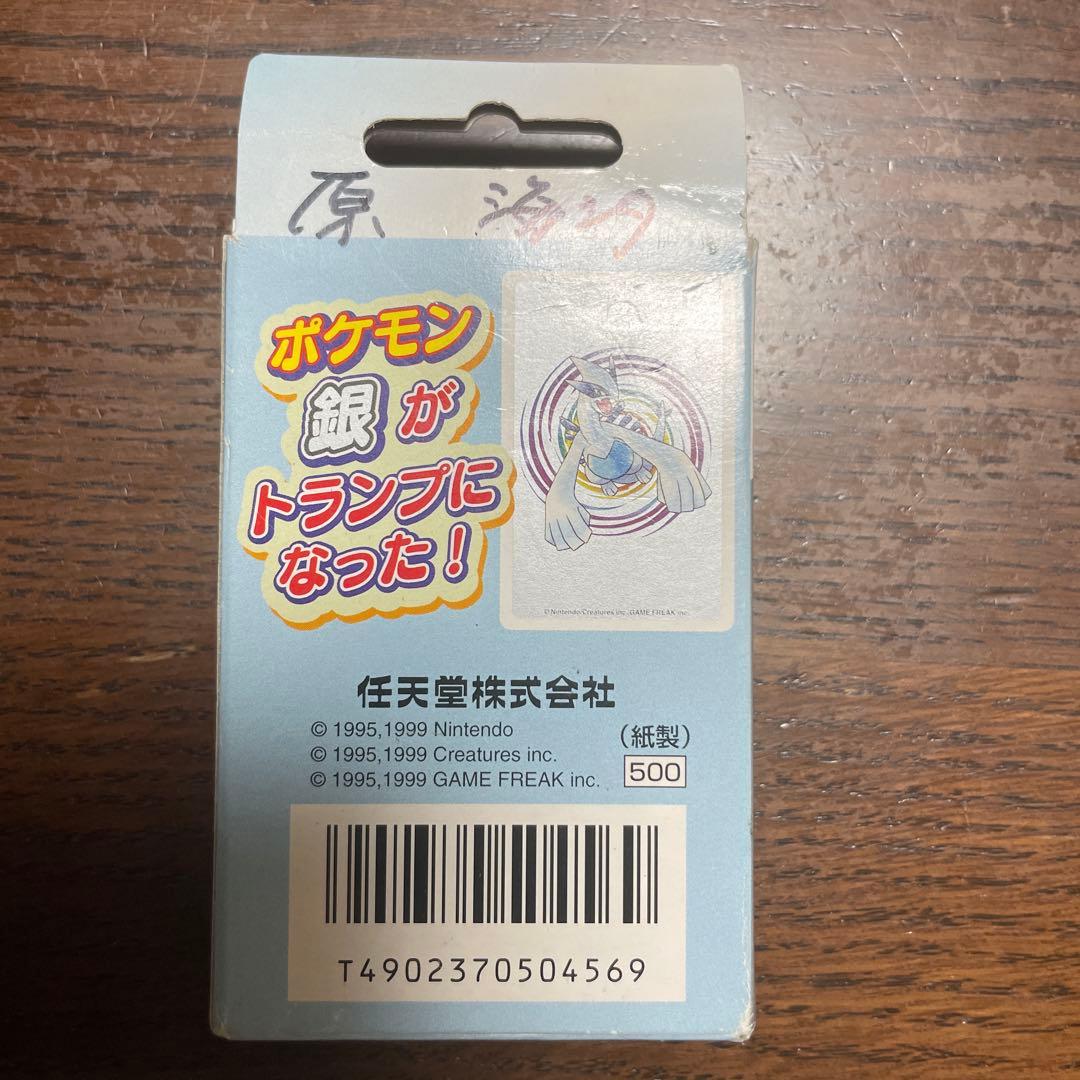 原
ポケモン
銀が
トランプに
なった!
©Nintendo/Creatures inc. GAME FREAK inc.
任天堂株式会社
© 1995,1999 Nintendo
© 1995,1999 Creatures inc.
© 1995,1999 GAME FREAK inc.
(紙製)
500
T4902370504569